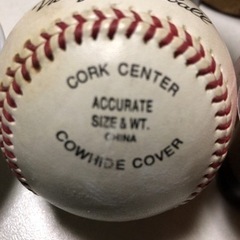 CORK CENTER
ACCURATE
SIZE & WT.
CHINA
COWHIDE COVER